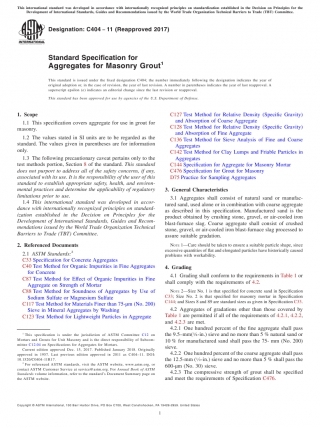 This international standard was developed in accordance with internationally recognized principles on standardization established in the Decision on Principles for the
Development of International Standards, Guides and Recommendations issued by the World Trade Organization Technical Barriers to Trade (TBT) Committee.
Designation: C404 – 11 (Reapproved 2017)
Standard Specification for
Aggregates for Masonry Grout1
This standard is issued under the fixed designation C404; the number immediately following the designation indicates the year of
original adoption or, in the case of revision, the year of last revision. A number in parentheses indicates the year of last reapproval. A
superscript epsilon (ε) indicates an editorial change since the last revision or reapproval.
This standard has been approved for use by agencies of the U.S. Department of Defense.
1. Scope
1.1 This specification covers aggregate for use in grout for
masonry.
1.2 The values stated in SI units are to be regarded as the
standard. The values given in parentheses are for information
only.
1.3 The following precautionary caveat pertains only to the
test methods portion, Section 8 of the standard. This standard
does not purport to address all of the safety concerns, if any,
associated with its use. It is the responsibility of the user of this
standard to establish appropriate safety, health, and environmental practices and determine the applicability of regulatory
limitations prior to use.
1.4 This international standard was developed in accordance with internationally recognized principles on standardization established in the Decision on Principles for the
Development of International Standards, Guides and Recommendations issued by the World Trade Organization Technical
Barriers to Trade (TBT) Committee.
2. Referenced Documents
2.1 ASTM Standards:2
C33 Specification for Concrete Aggregates
C40 Test Method for Organic Impurities in Fine Aggregates
for Concrete
C87 Test Method for Effect of Organic Impurities in Fine
Aggregate on Strength of Mortar
C88 Test Method for Soundness of Aggregates by Use of
Sodium Sulfate or Magnesium Sulfate
C117 Test Method for Materials Finer than 75-µm (No. 200)
Sieve in Mineral Aggregates by Washing
C123 Test Method for Lightweight Particles in Aggregate
1 This specification is under the jurisdiction of ASTM Committee C12 on
Mortars and Grouts for Unit Masonry and is the direct responsibility of Subcommittee
Current edition approved Dec. 15, 2017. Published January 2018. Originally
approved in 1957. Last previous edition approved in 2011 as C404–11.
2 For referenced ASTM standards, visit the ASTM website, www.astm.org, or
contact ASTM Customer Service at service@astm.org. For Annual Book of ASTM
Standards volume information, refer to the standard's Document Summary page on
the ASTM website.
C127 Test Method for Relative Density (Specific Gravity)
and Absorption of Coarse Aggregate
C128 Test Method for Relative Density (Specific Gravity)
and Absorption of Fine Aggregate
C136 Test Method for Sieve Analysis of Fine and Coarse
Aggregates
C142 Test Method for Clay Lumps and Friable Particles in
Aggregates
C144 Specification for Aggregate for Masonry Mortar
C476 Specification for Grout for Masonry
D75 Practice for Sampling Aggregates
3. General Characteristics
3.1 Aggregates shall consist of natural sand or manufactured sand, used alone or in combination with coarse aggregate
as described in this specification. Manufactured sand is the
product obtained by crushing stone, gravel, or air-cooled iron
blast-furnace slag. Coarse aggregate shall consist of crushed
stone, gravel, or air-cooled iron blast-furnace slag processed to
assure suitable gradation.
NOTE 1—Care should be taken to ensure a suitable particle shape, since
excessive quantities of flat and elongated particles have historically caused
problems with workability.
4. Grading
4.1 Grading shall conform to the requirements in Table 1 or
shall comply with the requirements of 4.2.
NOTE 2—Size No. 1 is that specified for concrete sand in Specification
C33; Size No. 2 is that specified for masonry mortar in Specification
C144; and Sizes 8 and 89 are standard sizes as given in Specification C33.
4.2 Aggregates of gradations other than those covered by
Table 1 are permitted if all of the requirements of 4.2.1, 4.2.2,
and 4.2.3 are met.
4.2.1 One hundred percent of the fine aggregate shall pass
the 9.5-mm(3⁄8-in.) sieve and no more than 5 % natural sand or
10 % for manufactured sand shall pass the 75- mm (No. 200)
sieve.
4.2.2 One hundred percent of the coarse aggregate shall pass
the 12.5-mm (1⁄2-in.) sieve and no more than 5 % shall pass the
600-µm (No. 30) sieve.
4.2.3 The compressive strength of grout shall be specified
and meet the requirements of Specification C476.
Copyright © ASTM International, 100 Barr Harbor Drive, PO Box C700, West Conshohocken, PA 19428-2959. United States
1